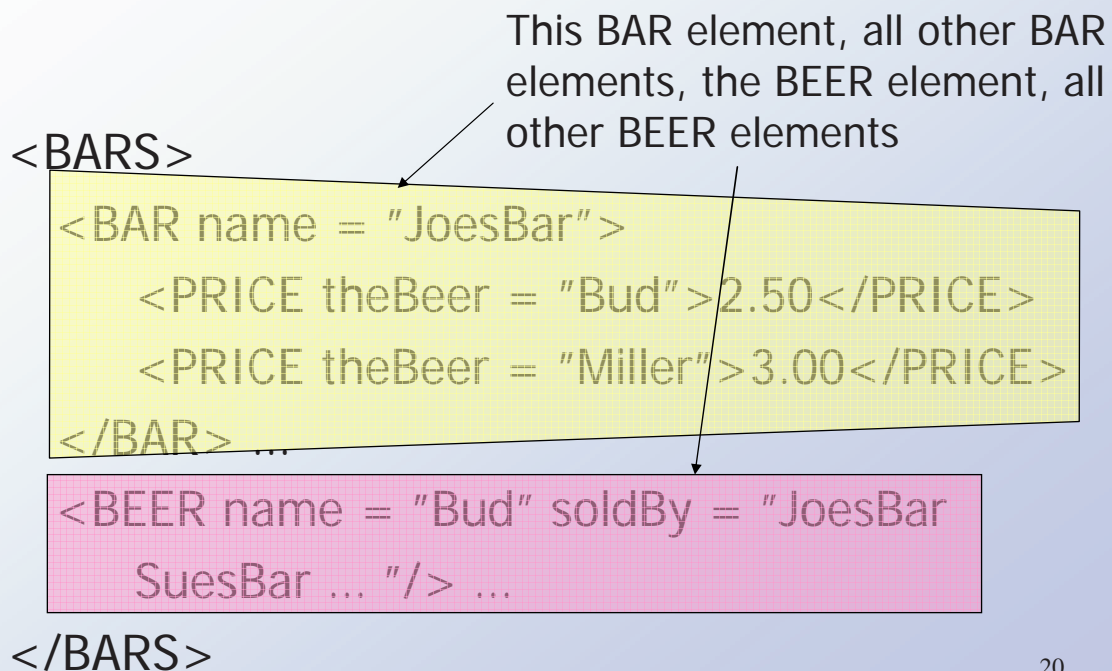 This BAR element, all other BAR
elements, the BEER element, all
other BEER elements
<BARS>
<BAR name = "JoesBar">
<PRICE theBeer = "Bud">2.50</PRICE>
<PRICE theBeer = "Miller">3.00</PRICE>
</BAR> ...
<BEER name = "Bud" soldBy = "JoesBar
SuesBar ... "/> ...
</BARS>
20